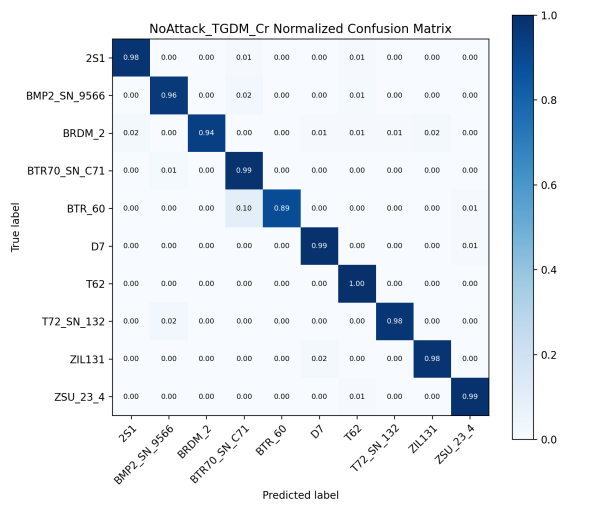 NoAttack_TGDM_Cr Normalized Confusion Matrix
1.0
0.8
0.6
0.4
0.2
0.0
True label
2S1 0.98 0.00 0.00 0.01 0.00 0.00 0.01 0.00 0.00 0.00
BMP2_SN_9566 0.00 0.96 0.00 0.02 0.00 0.00 0.01 0.00 0.00 0.00
BRDM_2 0.02 0.00 0.94 0.00 0.00 0.01 0.01 0.01 0.02 0.00
BTR70_SN_C71 0.00 0.01 0.00 0.99 0.00 0.00 0.00 0.00 0.00 0.00
BTR_60 0.00 0.00 0.00 0.10 0.89 0.00 0.00 0.00 0.00 0.01
D7 0.00 0.00 0.00 0.00 0.00 0.99 0.00 0.00 0.00 0.01
T62 0.00 0.00 0.00 0.00 0.00 0.00 1.00 0.00 0.00 0.00
T72_SN_132 0.00 0.02 0.00 0.00 0.00 0.00 0.00 0.98 0.00 0.00
ZIL131 0.00 0.00 0.00 0.00 0.00 0.02 0.00 0.00 0.98 0.00
ZSU_23_4 0.00 0.00 0.00 0.00 0.00 0.00 0.01 0.00 0.00 0.99
2S1
BMP2_SN_9566
BRDM_2
BTR70_SN_C71
BTR_60
D7
T62
T72_SN_132
ZIL131
ZSU_23_4
Predicted label